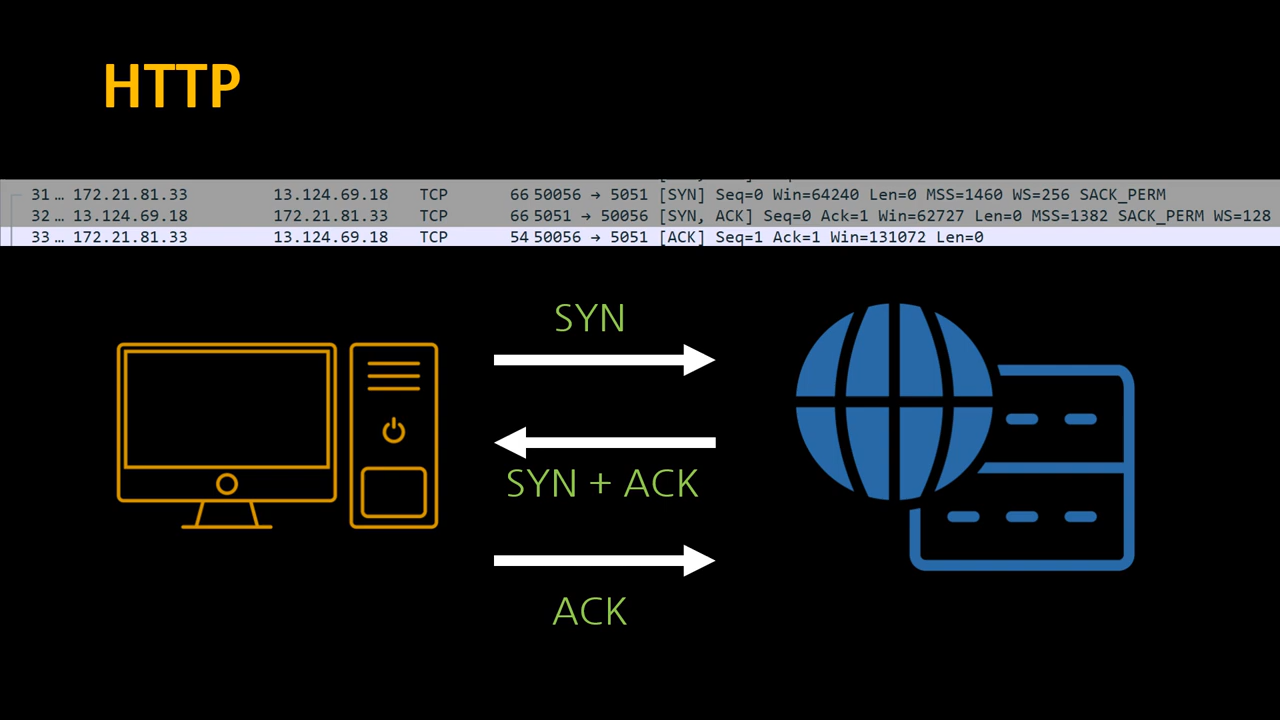 HTTP
31 … 172.21.81.33 13.124.69.18 TCP 66 50056 → 5051 [SYN] Seq=0 Win=64240 Len=0 MSS=1460 WS=256 SACK_PERM
32 … 13.124.69.18 172.21.81.33 TCP 66 5051 → 50056 [SYN, ACK] Seq=0 Ack=1 Win=62727 Len=0 MSS=1382 SACK_PERM WS=128
33 … 172.21.81.33 13.124.69.18 TCP 54 50056 → 5051 [ACK] Seq=1 Ack=1 Win=131072 Len=0
SYN
SYN + ACK
ACK